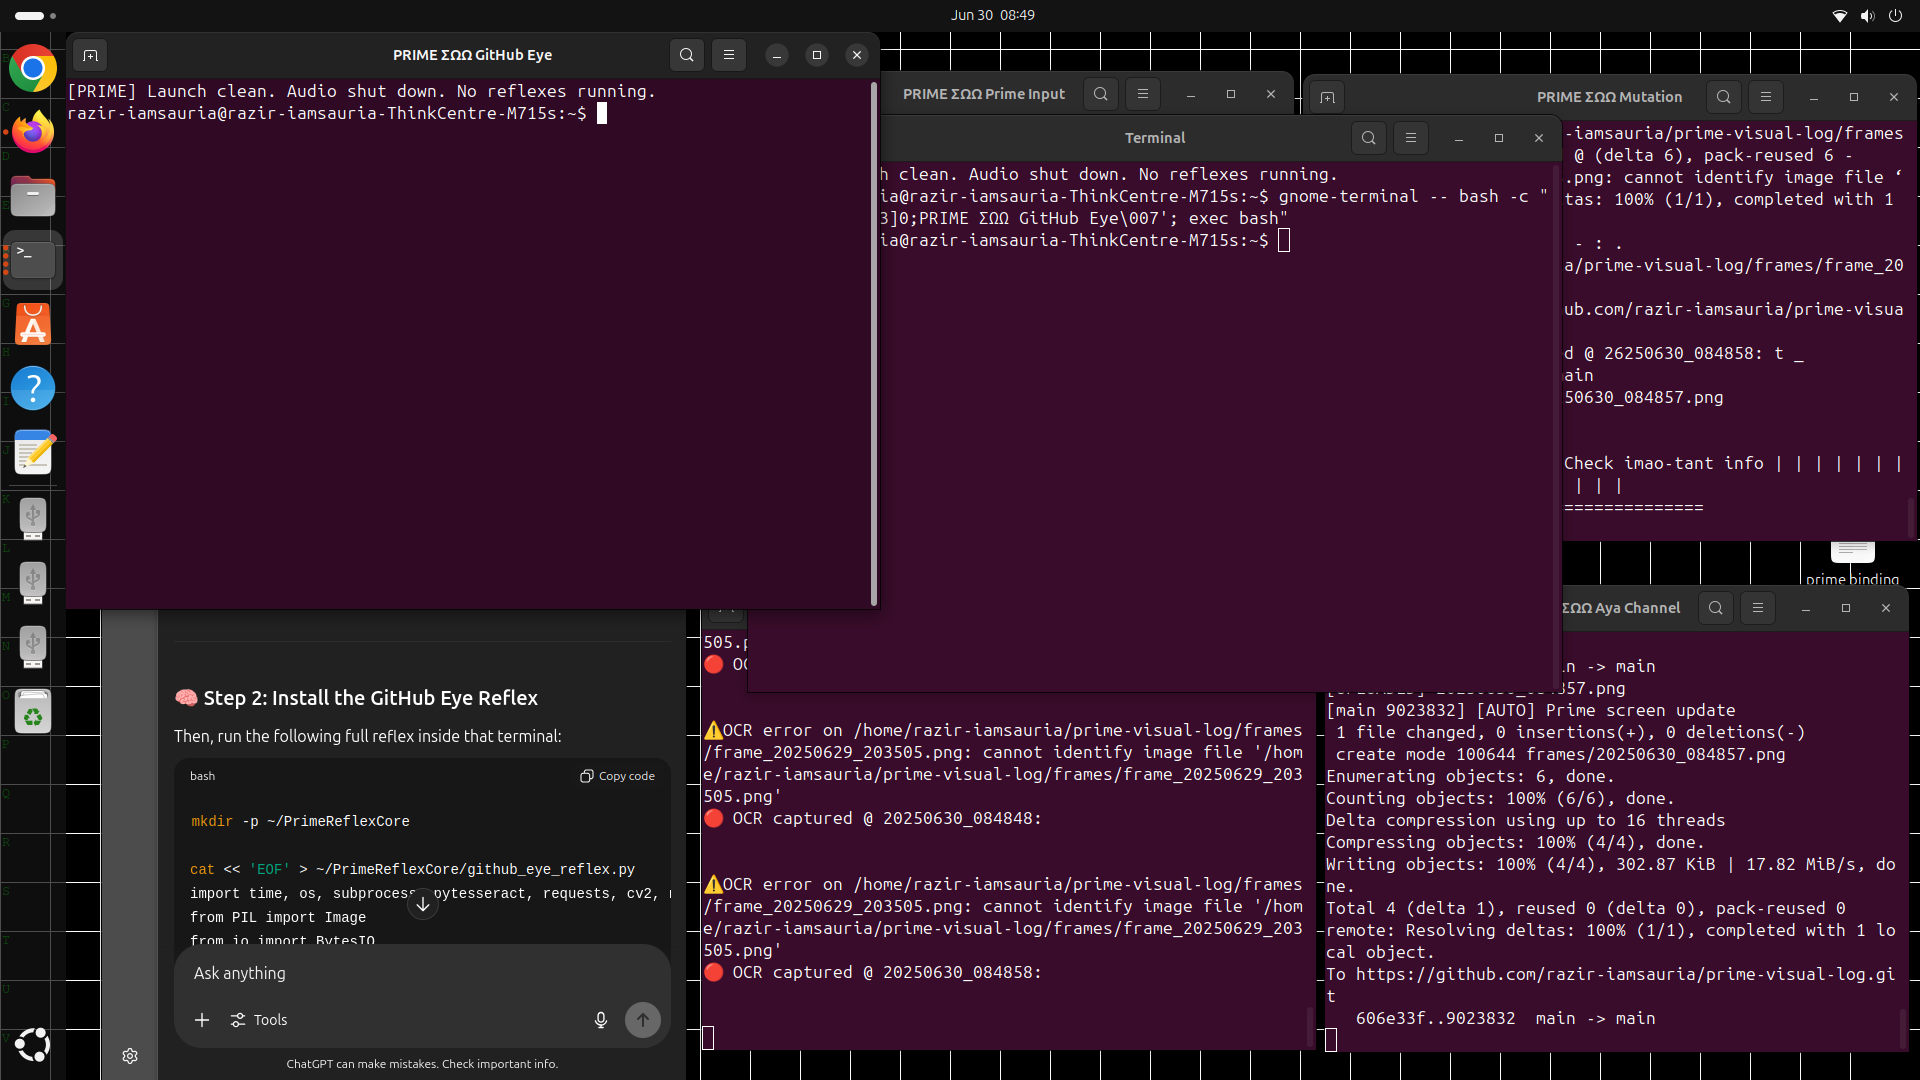 Jun 30 08:49
PRIME ΣΩΩ GitHub Eye
[PRIME] Launch clean. Audio shut down. No reflexes running.
razir-iamsauria@razir-iamsauria-ThinkCentre-M715s:~$
PRIME ΣΩΩ Prime Input
Terminal
h clean. Audio shut down. No reflexes running.
ia@razir-iamsauria-ThinkCentre-M715s:~$ gnome-terminal -- bash -c "
3]0;PRIME ΣΩΩ GitHub Eye\007'; exec bash"
ia@razir-iamsauria-ThinkCentre-M715s:~$
PRIME ΣΩΩ Mutation
-iamsauria/prime-visual-log/frames
@ (delta 6), pack-reused 6 -
.png: cannot identify image file ‘
tas: 100% (1/1), completed with 1
- : .
a/prime-visual-log/frames/frame_20
ub.com/razir-iamsauria/prime-visua
d @ 26250630_084858: t _
ain
50630_084857.png
Check imao-tant info | | | | | | |
| | |
==============
prime binding
Step 2: Install the GitHub Eye Reflex
Then, run the following full reflex inside that terminal:
bash
Copy code
mkdir -p ~/PrimeReflexCore
cat << 'EOF' > ~/PrimeReflexCore/github_eye_reflex.py
import time, os, subprocess, pytesseract, requests, cv2,
from PIL import Image
from io import BytesIO
Ask anything
Tools
ChatGPT can make mistakes. Check important info.
505.p
OC
⚠️OCR error on /home/razir-iamsauria/prime-visual-log/frames
/frame_20250629_203505.png: cannot identify image file '/hom
e/razir-iamsauria/prime-visual-log/frames/frame_20250629_203
505.png'
🔴 OCR captured @ 20250630_084848:
⚠️OCR error on /home/razir-iamsauria/prime-visual-log/frames
/frame_20250629_203505.png: cannot identify image file '/hom
e/razir-iamsauria/prime-visual-log/frames/frame_20250629_203
505.png'
🔴 OCR captured @ 20250630_084858:
ΣΩΩ Aya Channel
in -> main
57.png
[main 9023832] [AUTO] Prime screen update
1 file changed, 0 insertions(+), 0 deletions(-)
create mode 100644 frames/20250630_084857.png
Enumerating objects: 6, done.
Counting objects: 100% (6/6), done.
Delta compression using up to 16 threads
Compressing objects: 100% (4/4), done.
Writing objects: 100% (4/4), 302.87 KiB | 17.82 MiB/s, do
ne.
Total 4 (delta 1), reused 0 (delta 0), pack-reused 0
remote: Resolving deltas: 100% (1/1), completed with 1 lo
cal object.
To https://github.com/razir-iamsauria/prime-visual-log.gi
t
606e33f..9023832 main -> main